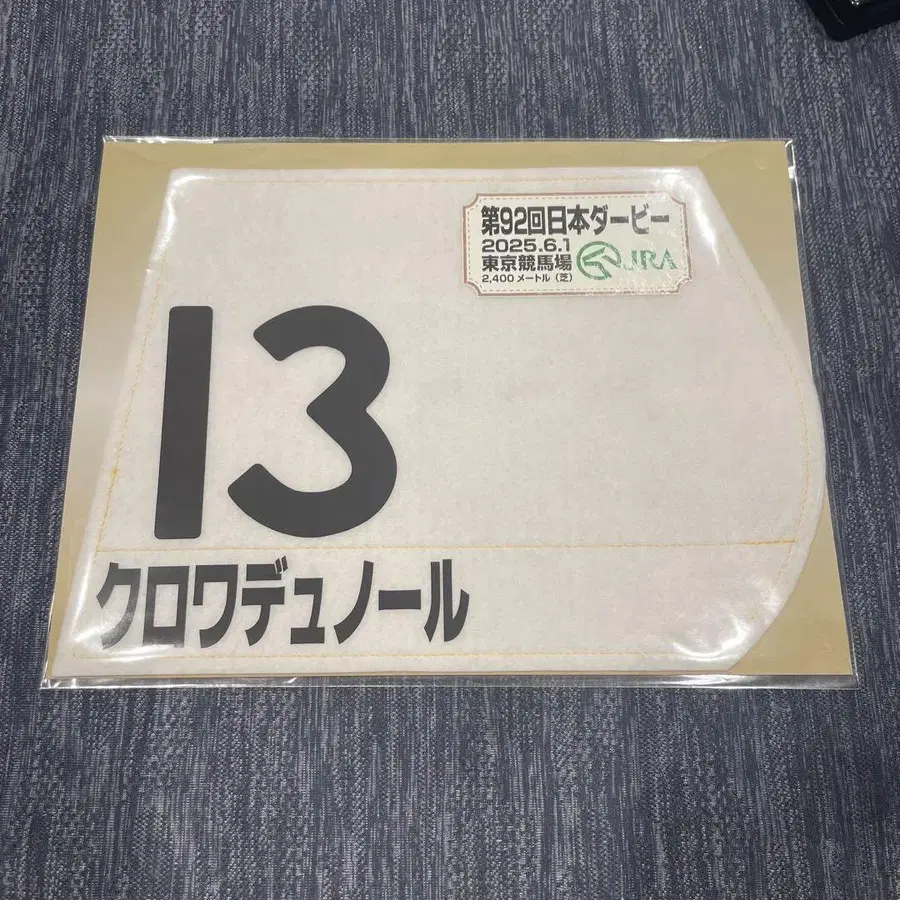 第92回日本ダービー
2025.6.1
東京競馬場
2,400メートル（芝）
JRA
13
クロワデュノール